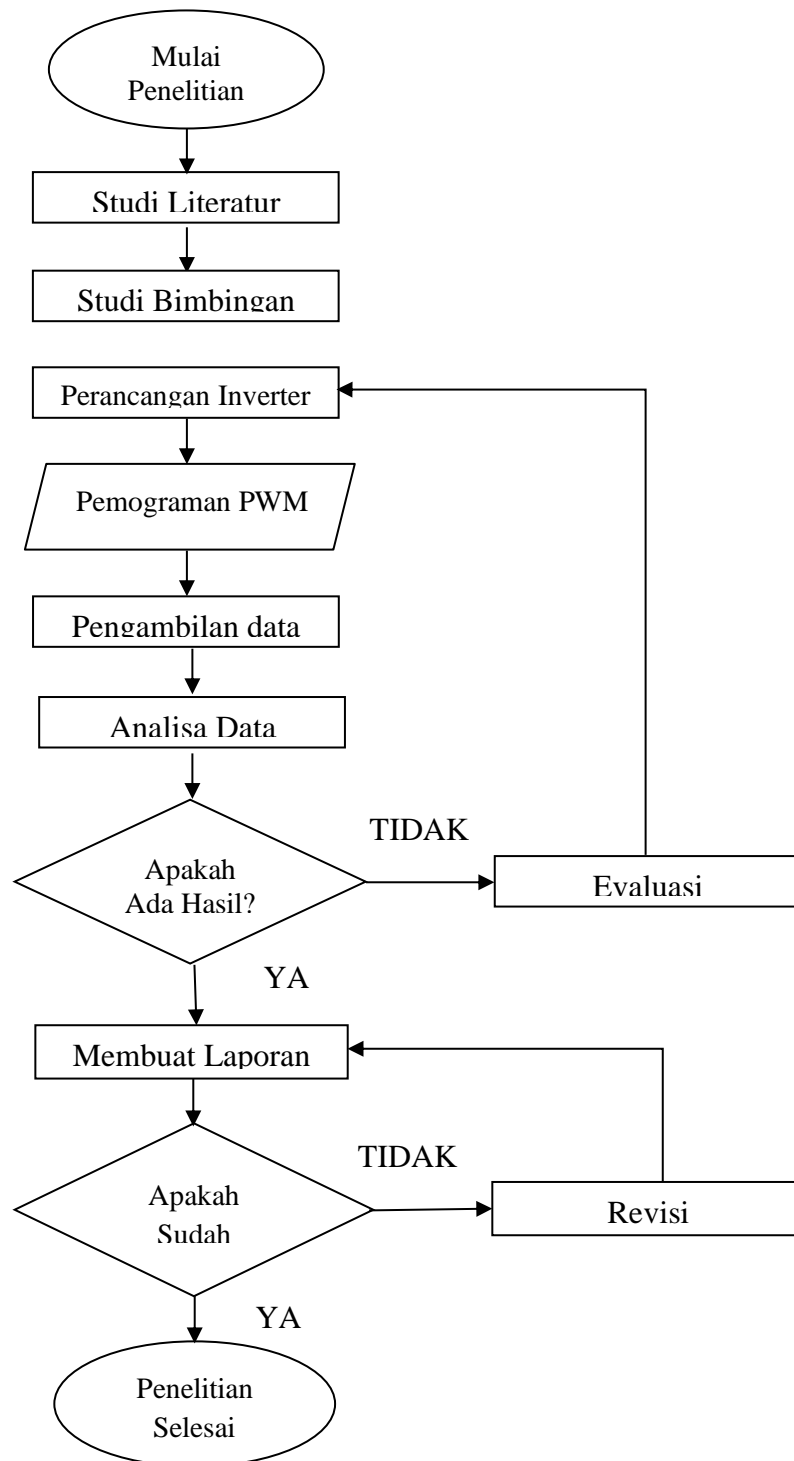 Mulai
Penelitian
Studi Literatur
Studi Bimbingan
Perancangan Inverter
Pemograman PWM
Pengambilan data
Analisa Data
Apakah
Ada Hasil?
TIDAK
Evaluasi
YA
Membuat Laporan
Apakah
Sudah
TIDAK
Revisi
YA
Penelitian
Selesai